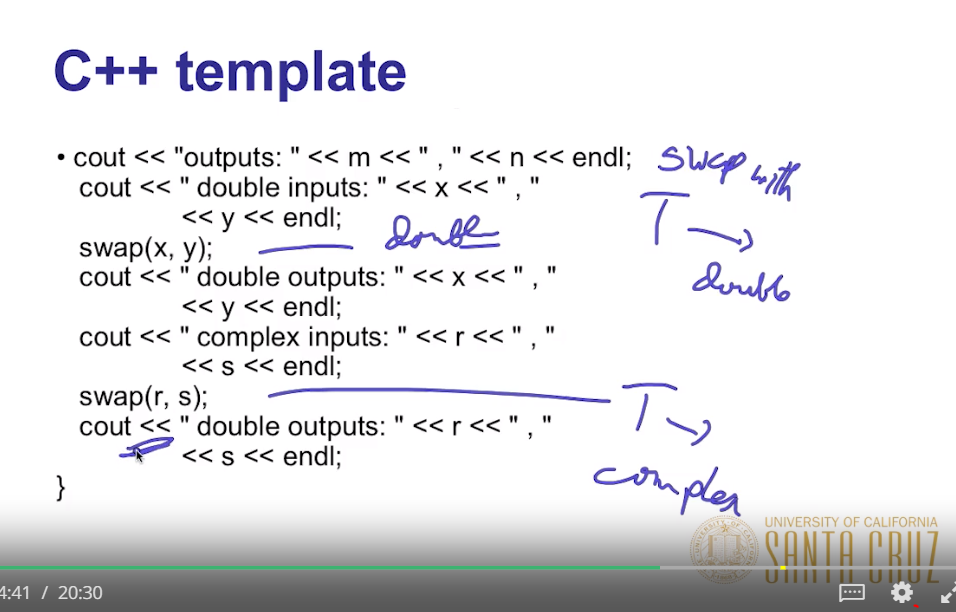 C++ template
• cout << "outputs: " << m << " , " << n << endl;
swap with
cout << " double inputs: " << x << " , "
T
<< y << endl;
double
swap(x, y);
double
cout << " double outputs: " << x << " , "
<< y << endl;
cout << " complex inputs: " << r << " , "
<< s << endl;
swap(r, s);
T
cout << " double outputs: " << r << " , "
<< s << endl;
complex
}
UNIVERSITY OF CALIFORNIA
SANTA CRUZ
4:41 / 20:30